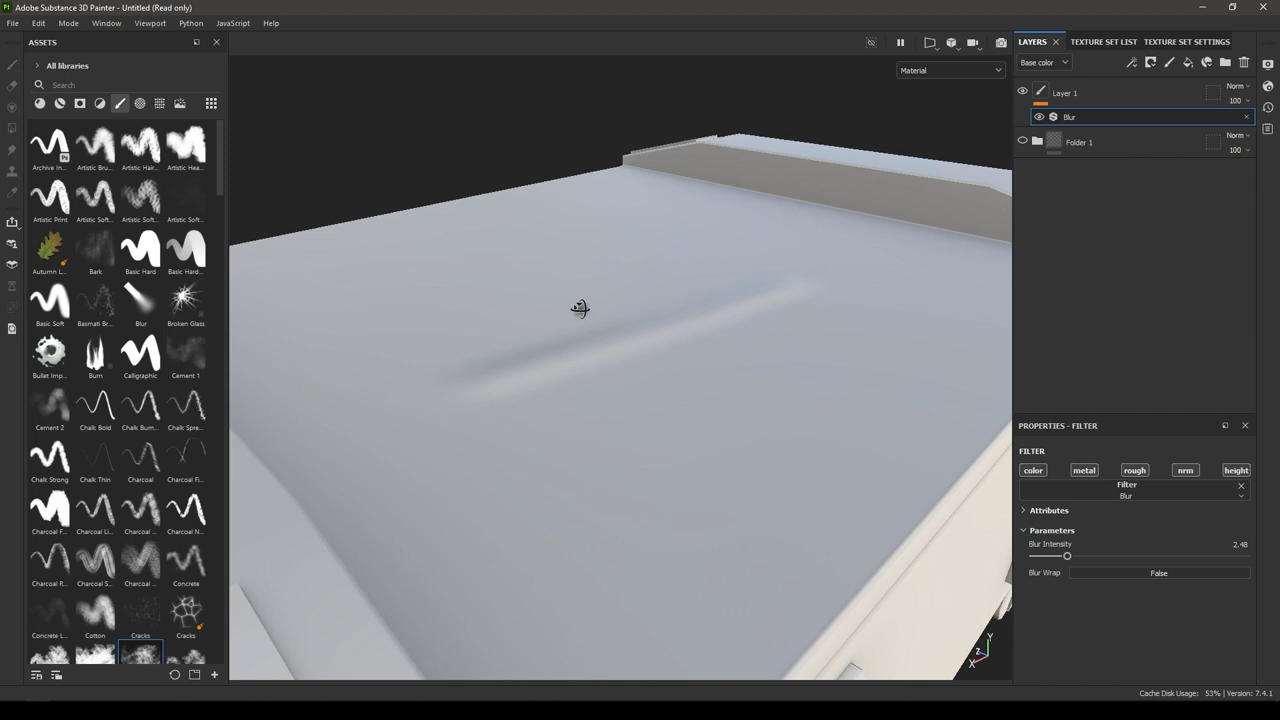 Adobe Substance 3D Painter - Untitled (Read only)
File Edit Mode Window Viewport Python JavaScript Help
ASSETS
All libraries
Search
Archive In... Artistic Bru... Artistic Hair... Artistic Hea...
Artistic Print Artistic Soft... Artistic Soft... Artistic Soft...
Autumn L... Bark Basic Hard Basic Hard...
Basic Soft Basmati Br... Blur Broken Glass
Bullet Imp... Burn Calligraphic Cement 1
Cement 2 Chalk Bold Chalk Bum... Chalk Spre...
Chalk Strong Chalk Thin Charcoal Charcoal Fi...
Charcoal F... Charcoal Li... Charcoal ... Charcoal N...
Charcoal R... Charcoal S... Charcoal ... Concrete
Concrete L... Cotton Cracks Cracks
Material
Y
Z
X
LAYERS TEXTURE SET LIST TEXTURE SET SETTINGS
Base color
Layer 1 Norm
100
Blur
Folder 1 Norm
100
PROPERTIES - FILTER
FILTER
color metal rough nrm height
Filter
Blur
Attributes
Parameters
Blur Intensity 2.48
Blur Wrap False
Cache Disk Usage: 53% | Version: 7.4.1